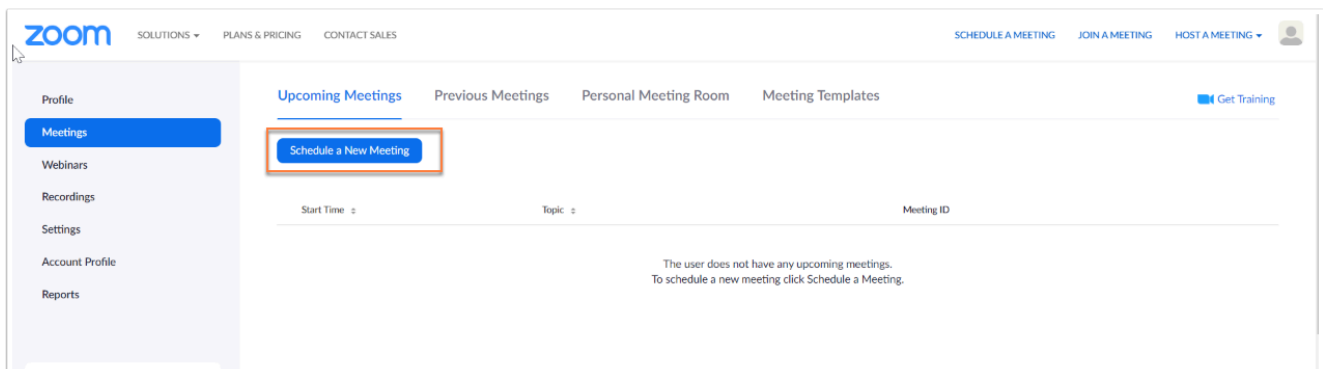 zoom SOLUTIONS PLANS & PRICING CONTACT SALES SCHEDULE A MEETING JOIN A MEETING HOST A MEETING
Profile
Meetings
Webinars
Recordings
Settings
Account Profile
Reports
Upcoming Meetings Previous Meetings Personal Meeting Room Meeting Templates Get Training
Schedule a New Meeting
Start Time Topic Meeting ID
The user does not have any upcoming meetings.
To schedule a new meeting click Schedule a Meeting.